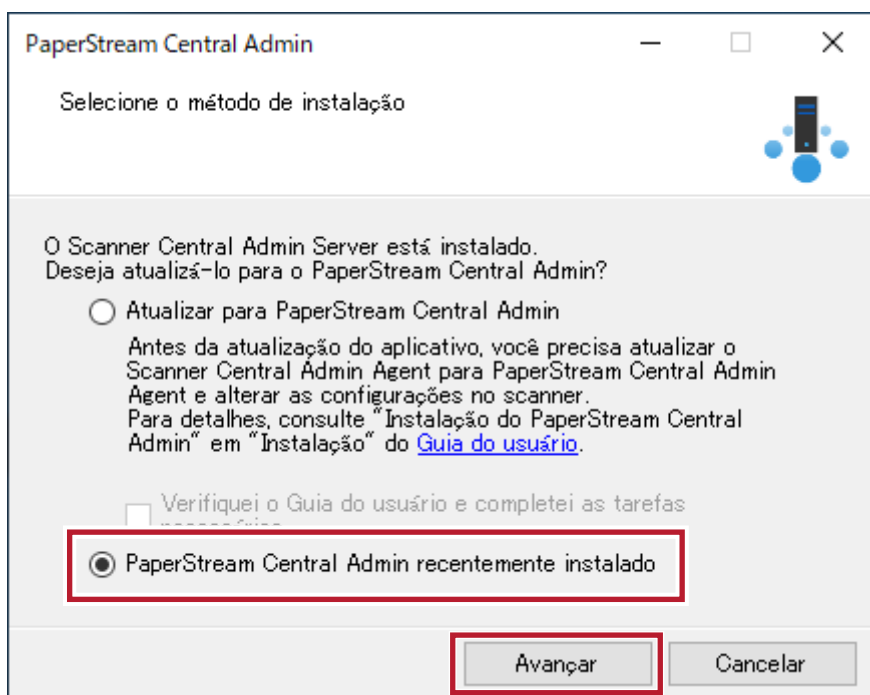 PaperStream Central Admin
Selecione o método de instalação
O Scanner Central Admin Server está instalado.
Deseja atualizá-lo para o PaperStream Central Admin?
Atualizar para PaperStream Central Admin
Antes da atualização do aplicativo, você precisa atualizar o
Scanner Central Admin Agent para PaperStream Central Admin
Agent e alterar as configurações no scanner.
Para detalhes, consulte "Instalação do PaperStream Central
Admin" em "Instalação" do Guia do usuário.
Verifiquei o Guia do usuário e completei as tarefas
PaperStream Central Admin recentemente instalado
Avançar
Cancelar